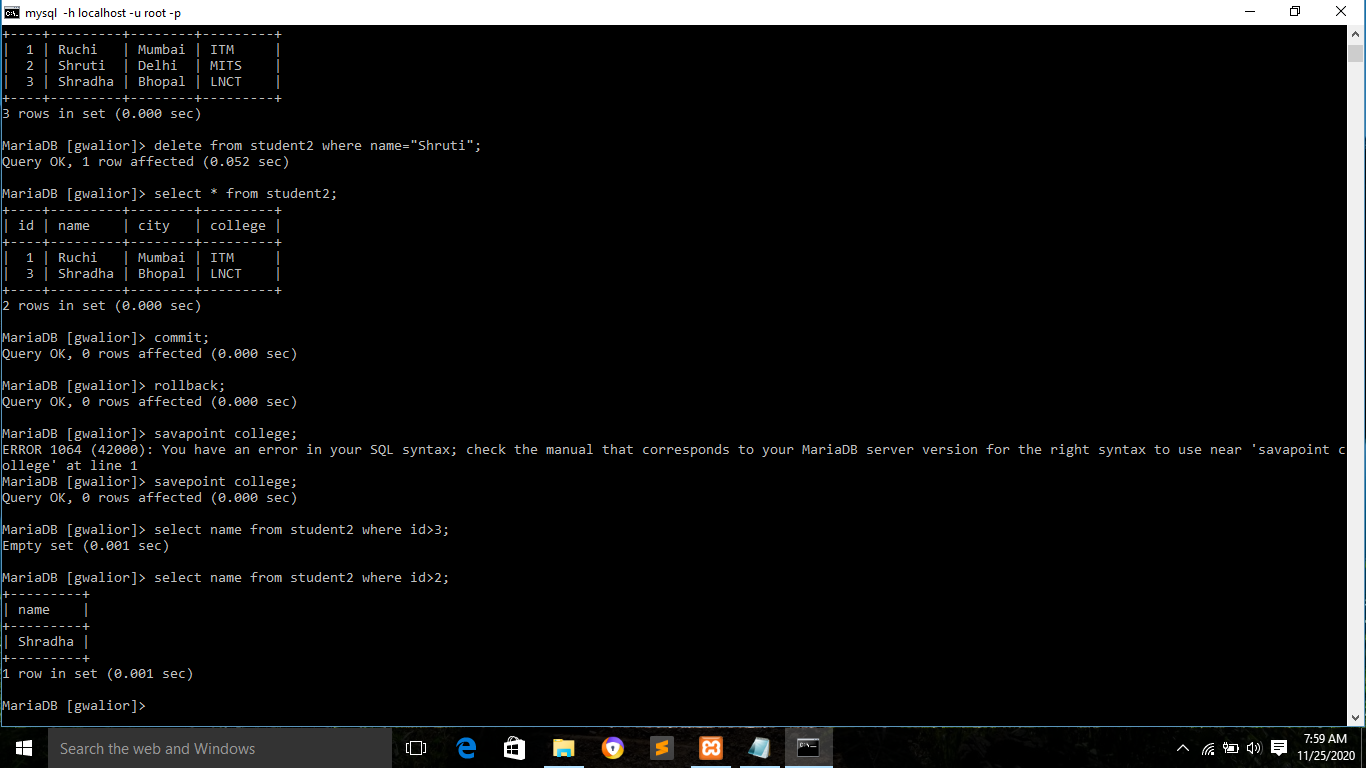 mysql -h localhost -u root -p
+----+---------+--------+---------+
|  1 | Ruchi   | Mumbai | ITM     |
|  2 | Shruti  | Delhi  | MITS    |
|  3 | Shradha | Bhopal | LNCT    |
+----+---------+--------+---------+
3 rows in set (0.000 sec)
MariaDB [gwalior]> delete from student2 where name="Shruti";
Query OK, 1 row affected (0.052 sec)
MariaDB [gwalior]> select * from student2;
+----+---------+--------+---------+
| id | name    | city   | college |
+----+---------+--------+---------+
|  1 | Ruchi   | Mumbai | ITM     |
|  3 | Shradha | Bhopal | LNCT    |
+----+---------+--------+---------+
2 rows in set (0.000 sec)
MariaDB [gwalior]> commit;
Query OK, 0 rows affected (0.000 sec)
MariaDB [gwalior]> rollback;
Query OK, 0 rows affected (0.000 sec)
MariaDB [gwalior]> savapoint college;
ERROR 1064 (42000): You have an error in your SQL syntax; check the manual that corresponds to your MariaDB server version for the right syntax to use near 'savapoint c
ollege' at line 1
MariaDB [gwalior]> savepoint college;
Query OK, 0 rows affected (0.000 sec)
MariaDB [gwalior]> select name from student2 where id>3;
Empty set (0.001 sec)
MariaDB [gwalior]> select name from student2 where id>2;
+---------+
| name    |
+---------+
| Shradha |
+---------+
1 row in set (0.001 sec)
MariaDB [gwalior]>
Search the web and Windows
7:59 AM
11/25/2020